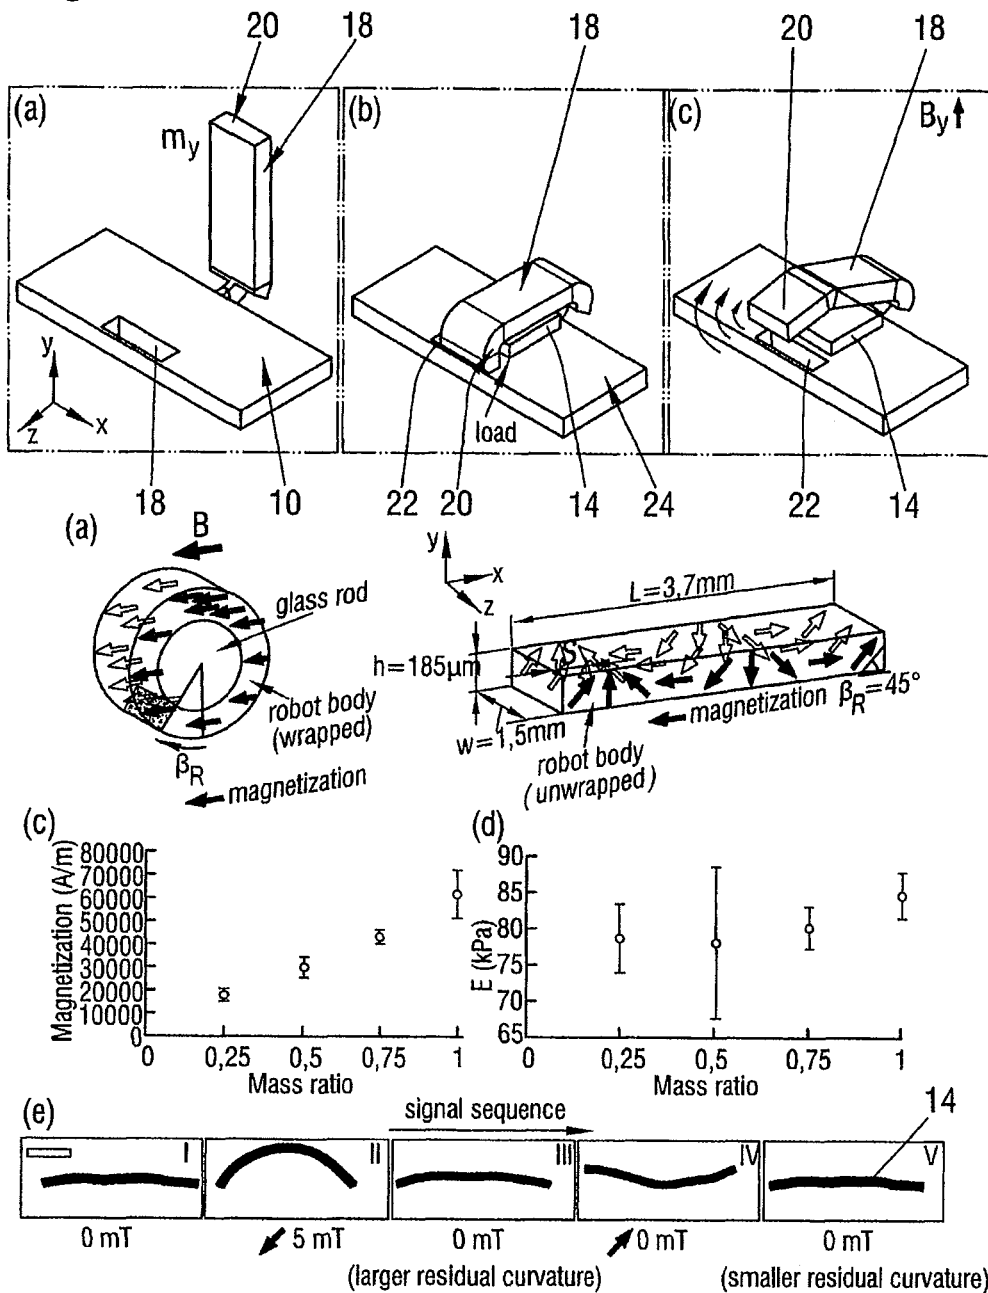 20 18
18
20 18
(a)
(b)
(c)
m_y
B_y
y
z x
load
18 10 22 20 14 24 22 14
(a)
B
glass rod
robot body
(wrapped)
β_R
magnetization
y
x
z
L=3,7mm
S
h=185µm
w=1,5mm
magnetization
β_R=45°
robot body
(unwrapped)
(c)
Magnetization (A/m)
80000
70000
60000
50000
40000
30000
20000
10000
0
0 0,25 0,5 0,75 1
Mass ratio
(d)
E (kPa)
90
85
80
75
70
65
0 0,25 0,5 0,75 1
Mass ratio
(e)
signal sequence
14
I II III IV V
0 mT 5 mT 0 mT 0 mT 0 mT
(larger residual curvature) (smaller residual curvature)